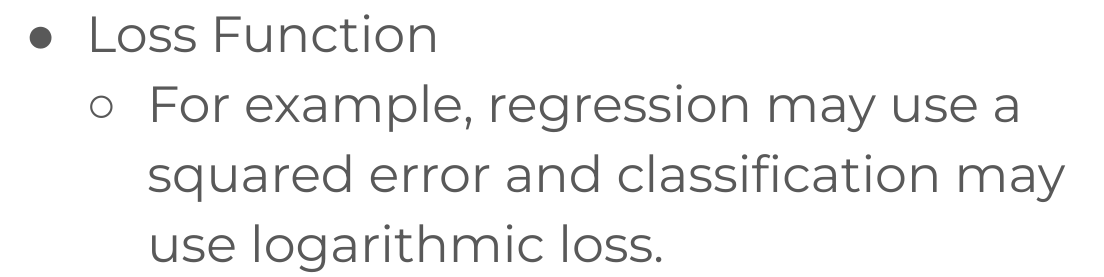 ● Loss Function
○ For example, regression may use a
squared error and classification may
use logarithmic loss.